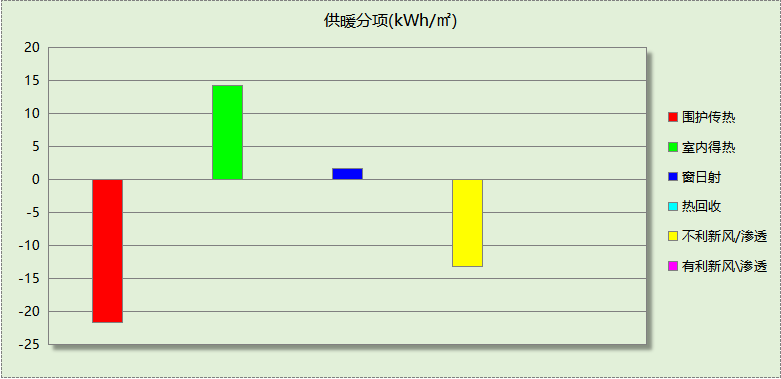 供暖分项(kWh/㎡)
20
15
10
5
0
-5
-10
-15
-20
-25
围护传热
室内得热
窗日射
热回收
不利新风/渗透
有利新风\渗透